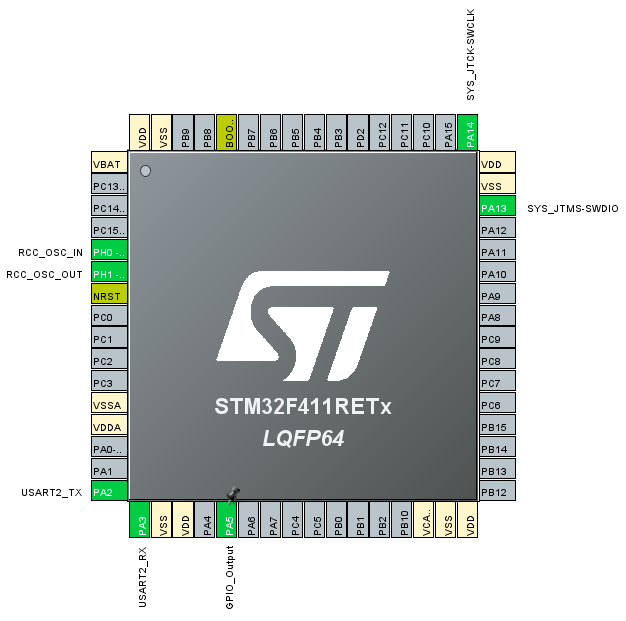 SYS_JTCK-SWCLK
VDD
VSS
PB9
PB8
BOO..
PB7
PB6
PB5
PB4
PB3
PD2
PC12
PC11
PC10
PA15
PA14
VBAT
PC13..
PC14..
PC15..
RCC_OSC_IN PH0 -..
RCC_OSC_OUT PH1 -..
NRST
PC0
PC1
PC2
PC3
VSSA
VDDA
PA0-..
PA1
USART2_TX PA2
VDD
VSS
PA13 SYS_JTMS-SWDIO
PA12
PA11
PA10
PA9
PA8
PC9
PC8
PC7
PC6
PB15
PB14
PB13
PB12
ST
STM32F411RETx
LQFP64
PA3
VSS
VDD
PA4
PA5
PA6
PA7
PC4
PC5
PB0
PB1
PB2
PB10
VCA..
VSS
VDD
USART2_RX
GPIO_Output